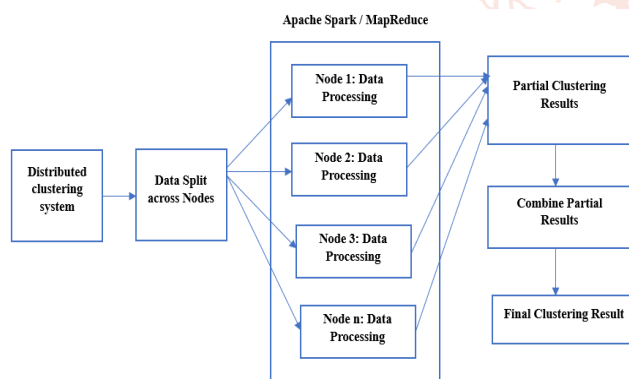 Apache Spark / MapReduce
Distributed
clustering
system
Data Split
across Nodes
Node 1: Data
Processing
Node 2: Data
Processing
Node 3: Data
Processing
Node n: Data
Processing
Partial Clustering
Results
Combine Partial
Results
Final Clustering Result